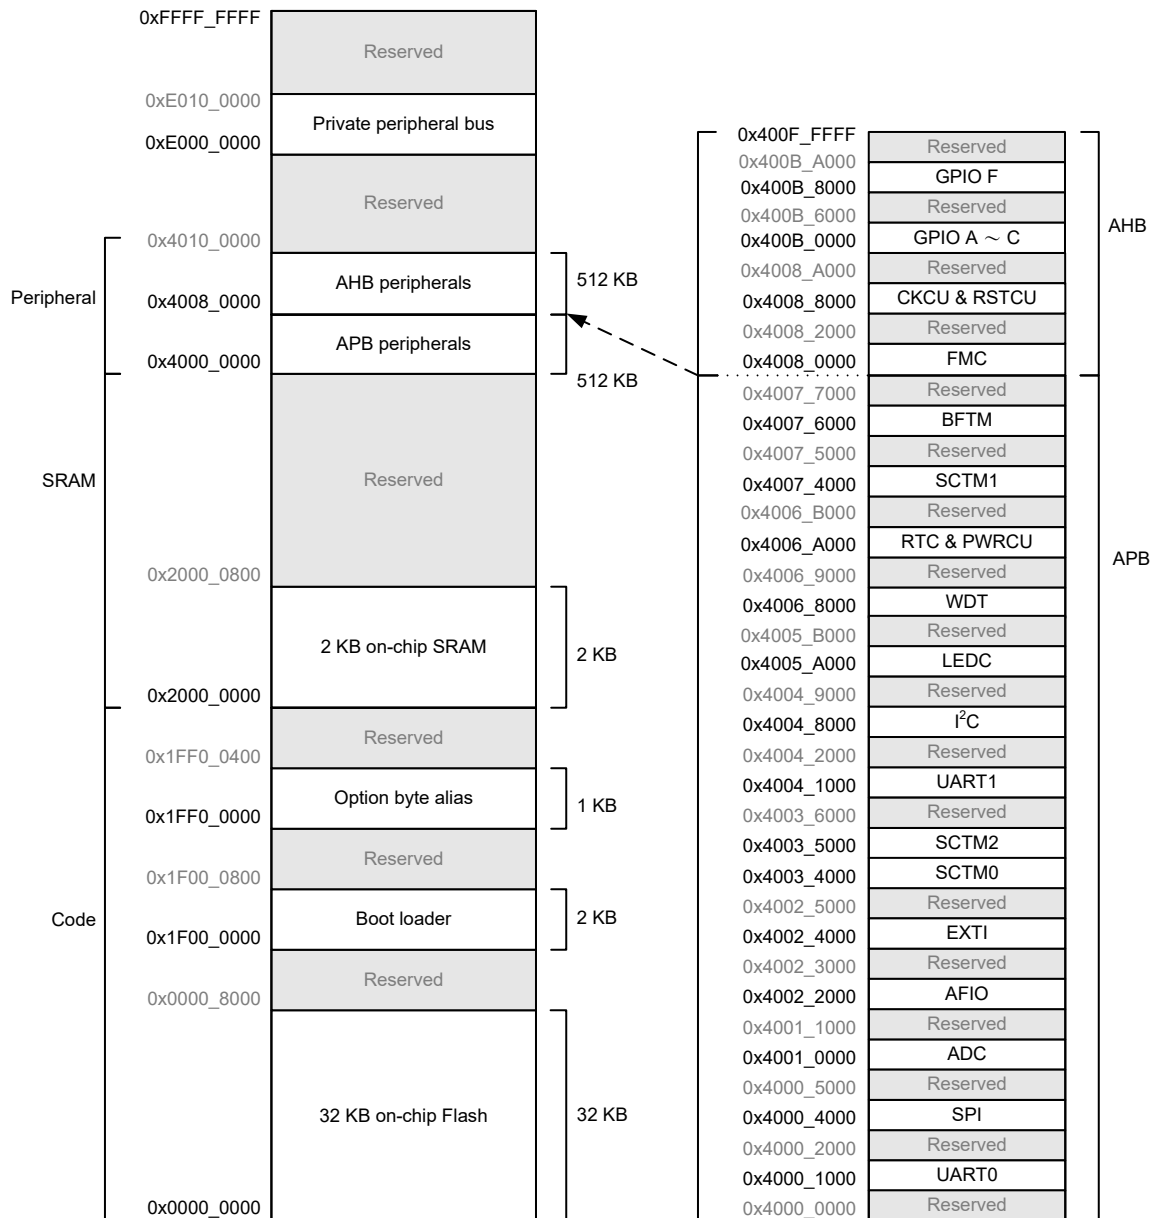 0xFFFF_FFFF
Reserved
0xE010_0000
Private peripheral bus
0xE000_0000
Reserved
0x4010_0000
Peripheral
AHB peripherals
512 KB
0x4008_0000
APB peripherals
0x4000_0000
512 KB
SRAM
Reserved
0x2000_0800
2 KB on-chip SRAM
2 KB
0x2000_0000
Reserved
0x1FF0_0400
Option byte alias
1 KB
0x1FF0_0000
Reserved
0x1F00_0800
Code
Boot loader
2 KB
0x1F00_0000
Reserved
0x0000_8000
32 KB on-chip Flash
32 KB
0x0000_0000
0x400F_FFFF
Reserved
0x400B_A000
GPIO F
0x400B_8000
Reserved
0x400B_6000
AHB
0x400B_0000
GPIO A ~ C
0x4008_A000
Reserved
0x4008_8000
CKCU & RSTCU
0x4008_2000
Reserved
0x4008_0000
FMC
0x4007_7000
Reserved
0x4007_6000
BFTM
0x4007_5000
Reserved
0x4007_4000
SCTM1
0x4006_B000
Reserved
0x4006_A000
RTC & PWRCU
APB
0x4006_9000
Reserved
0x4006_8000
WDT
0x4005_B000
Reserved
0x4005_A000
LEDC
0x4004_9000
Reserved
0x4004_8000
I²C
0x4004_2000
Reserved
0x4004_1000
UART1
0x4003_6000
Reserved
0x4003_5000
SCTM2
0x4003_4000
SCTM0
0x4002_5000
Reserved
0x4002_4000
EXTI
0x4002_3000
Reserved
0x4002_2000
AFIO
0x4001_1000
Reserved
0x4001_0000
ADC
0x4000_5000
Reserved
0x4000_4000
SPI
0x4000_2000
Reserved
0x4000_1000
UART0
0x4000_0000
Reserved